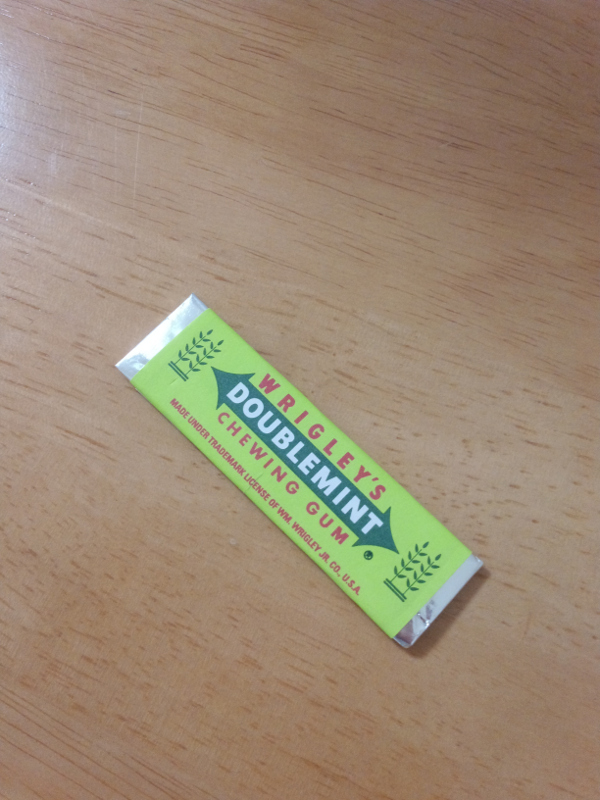 WRIGLEY'S
DOUBLEMINT
CHEWING GUM
®
MADE UNDER TRADEMARK LICENSE OF WM. WRIGLEY JR. CO., U.S.A.